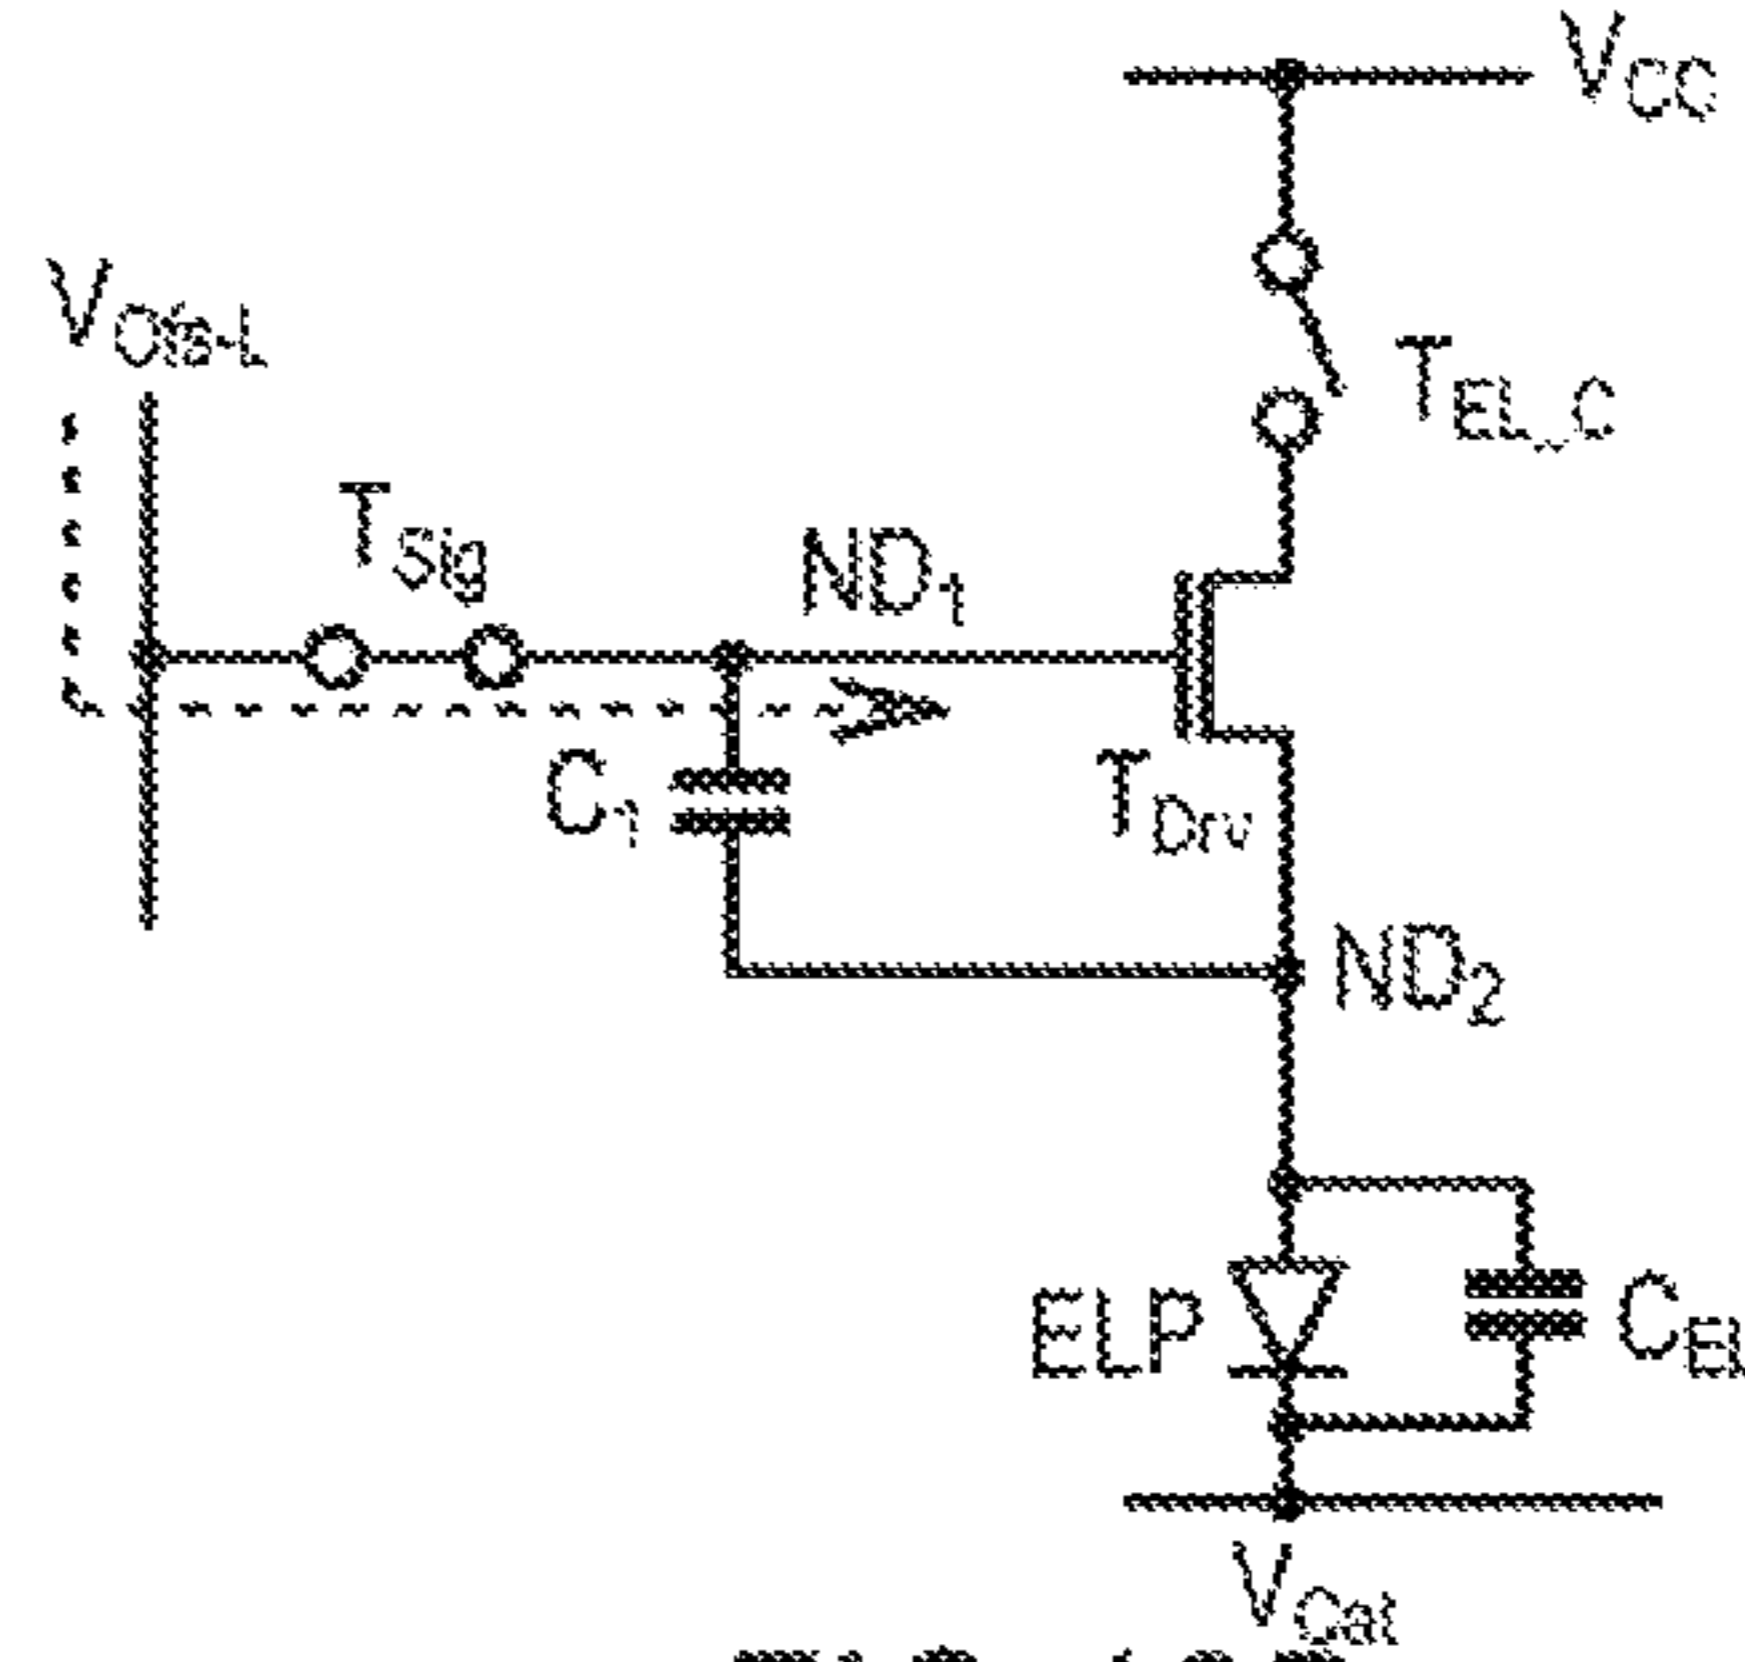 VCC
VOfs-L
TEL_C
TSig
ND1
C1
TDrv
ND2
ELP
CEL
VCat